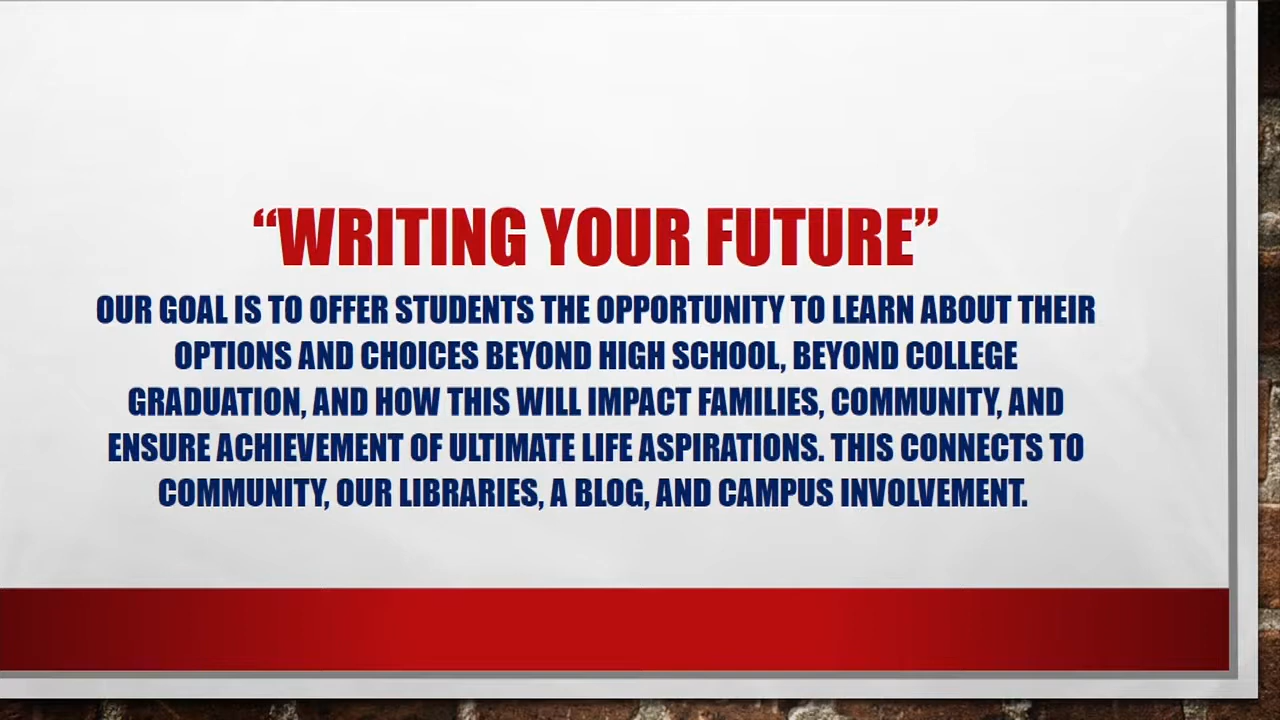 “WRITING YOUR FUTURE”
OUR GOAL IS TO OFFER STUDENTS THE OPPORTUNITY TO LEARN ABOUT THEIR
OPTIONS AND CHOICES BEYOND HIGH SCHOOL, BEYOND COLLEGE
GRADUATION, AND HOW THIS WILL IMPACT FAMILIES, COMMUNITY, AND
ENSURE ACHIEVEMENT OF ULTIMATE LIFE ASPIRATIONS. THIS CONNECTS TO
COMMUNITY, OUR LIBRARIES, A BLOG, AND CAMPUS INVOLVEMENT.